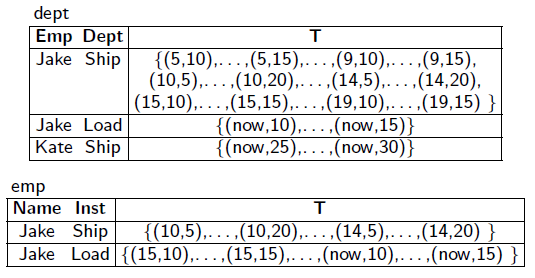 dept
Emp Dept T
Jake Ship {(5,10),...,(5,15),...,(9,10),...,(9,15),
(10,5),...,(10,20),...,(14,5),...,(14,20),
(15,10),...,(15,15),...,(19,10),...,(19,15) }
Jake Load {(now,10),...,(now,15)}
Kate Ship {(now,25),...,(now,30)}
emp
Name Inst T
Jake Ship {(10,5),...,(10,20),...,(14,5),...,(14,20) }
Jake Load {(15,10),...,(15,15),...,(now,10),...,(now,15) }